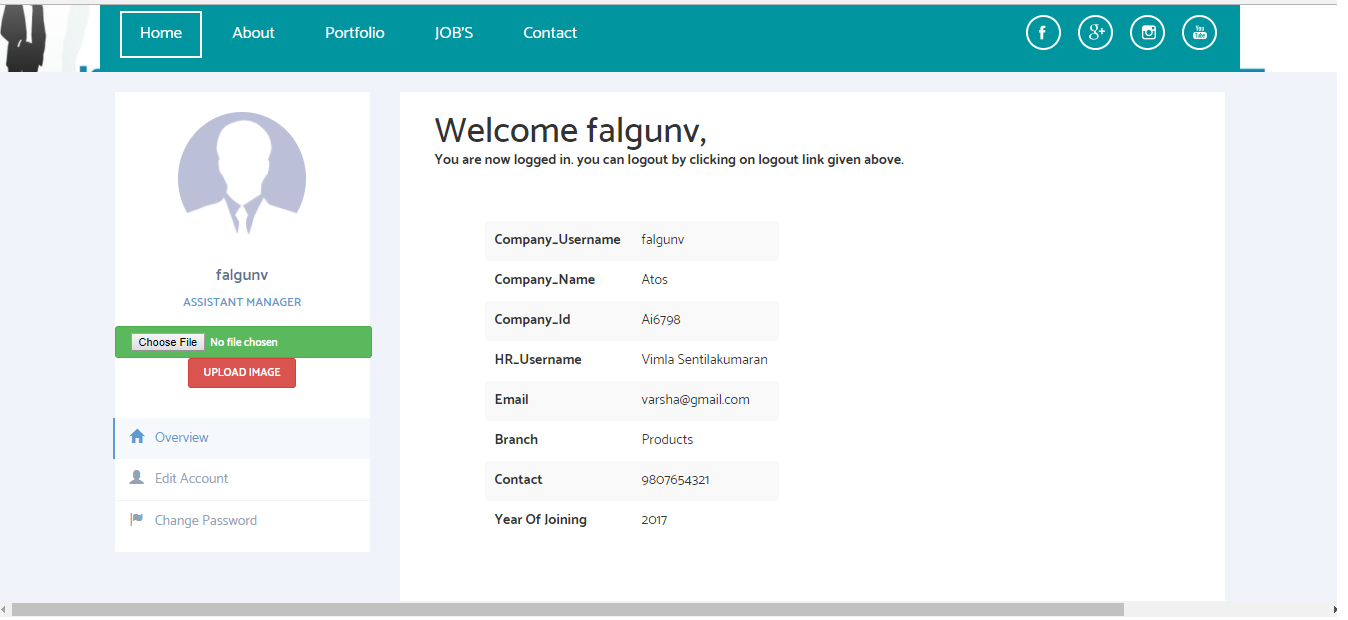 Home About Portfolio JOB'S Contact
Welcome falgunv,
You are now logged in. you can logout by clicking on logout link given above.
falgunv
ASSISTANT MANAGER
Choose File No file chosen
UPLOAD IMAGE
Overview
Edit Account
Change Password
Company_Username falgunv
Company_Name Atos
Company_Id Ai6798
HR_Username Vimla Sentilakumaran
Email varsha@gmail.com
Branch Products
Contact 9807654321
Year Of Joining 2017